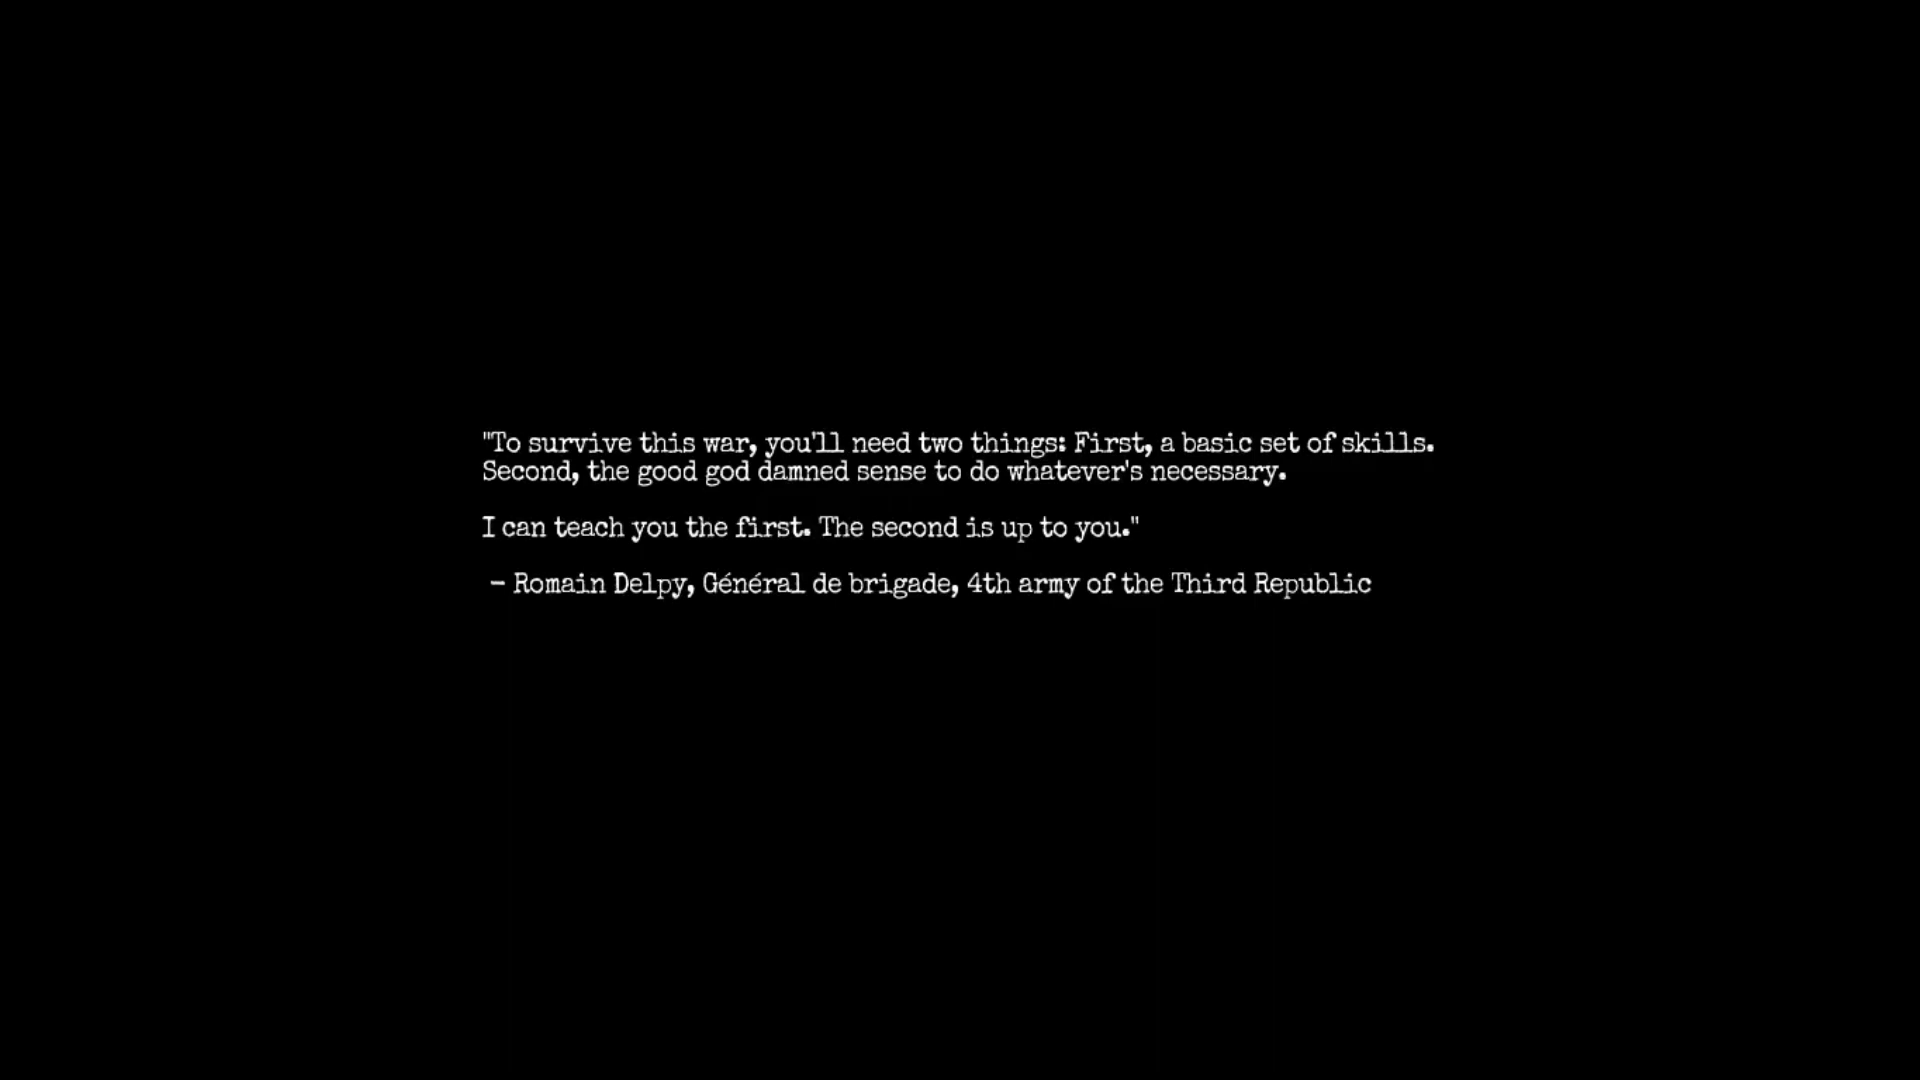 "To survive this war, you'll need two things: First, a basic set of skills.
Second, the good god damned sense to do whatever's necessary.
I can teach you the first. The second is up to you."
- Romain Delpy, Général de brigade, 4th army of the Third Republic